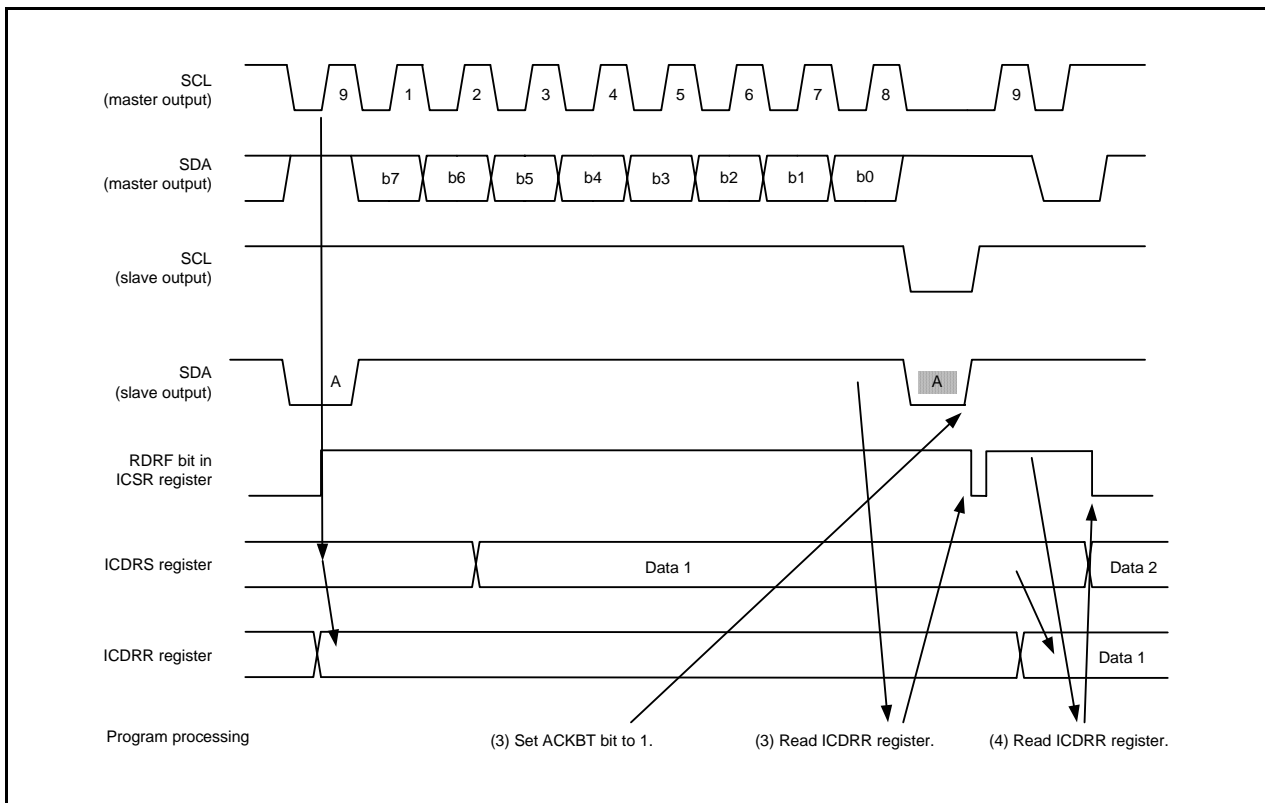 SCL
(master output)
9 1 2 3 4 5 6 7 8 9
SDA
(master output)
b7 b6 b5 b4 b3 b2 b1 b0
SCL
(slave output)
SDA
(slave output)
A A
RDRF bit in
ICSR register
ICDRS register
Data 1 Data 2
ICDRR register
Data 1
Program processing
(3) Set ACKBT bit to 1. (3) Read ICDRR register. (4) Read ICDRR register.